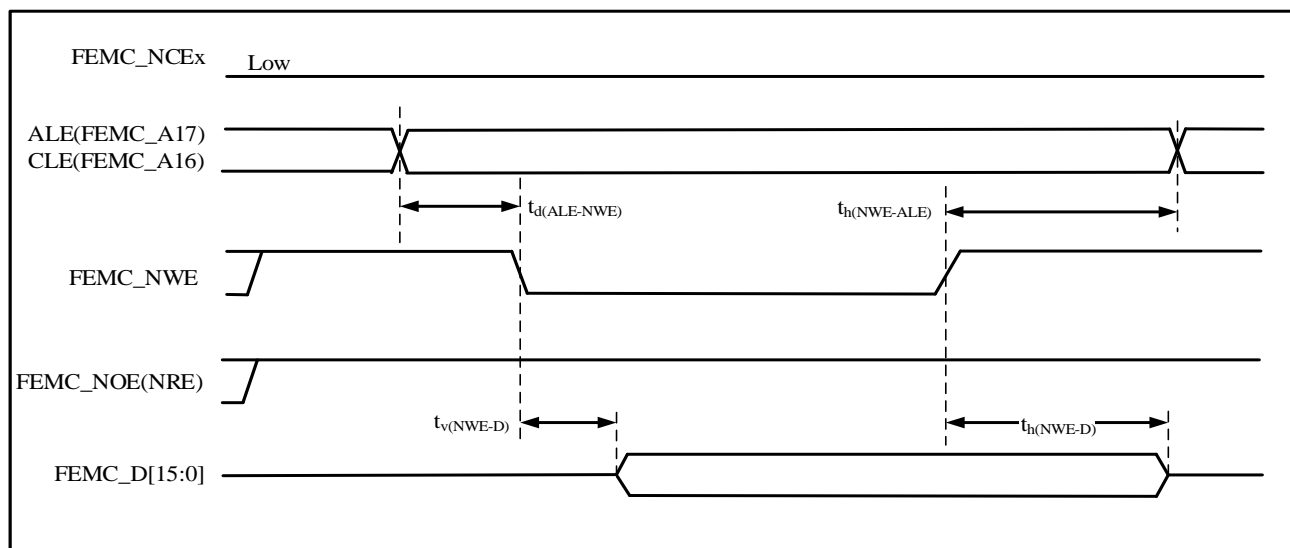 FEMC_NCEx
Low
ALE(FEMC_A17)
CLE(FEMC_A16)
td(ALE-NWE)
th(NWE-ALE)
FEMC_NWE
FEMC_NOE(NRE)
tv(NWE-D)
th(NWE-D)
FEMC_D[15:0]